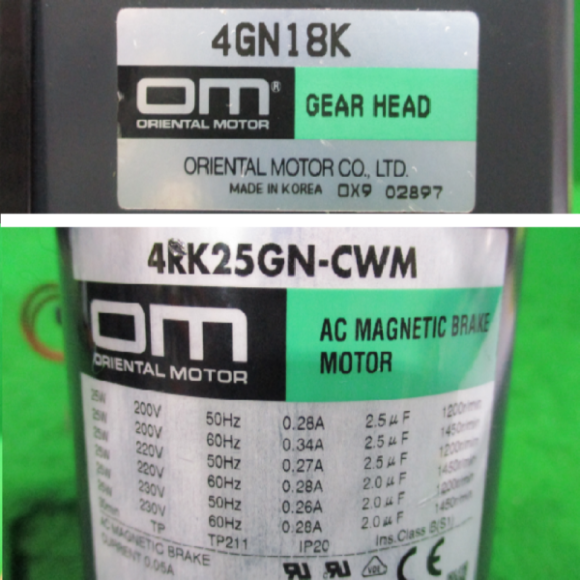 4GN18K
OM®
ORIENTAL MOTOR
GEAR HEAD
ORIENTAL MOTOR CO., LTD.
MADE IN KOREA 0X9 02897
4RK25GN-CWM
OM
ORIENTAL MOTOR
AC MAGNETIC BRAKE
MOTOR
25W 200V 50Hz 0.28A 2.5μF 1200r/min
25W 200V 60Hz 0.34A 2.5μF 1450r/min
25W 220V 50Hz 0.27A 2.5μF 1200r/min
25W 220V 60Hz 0.28A 2.0μF 1450r/min
25W 230V 50Hz 0.26A 2.0μF 1200r/min
25W 230V 60Hz 0.28A 2.0μF 1450r/min
30min TP TP211 IP20 Ins.Class B(S1)
AC MAGNETIC BRAKE
CURRENT 0.05A
CE